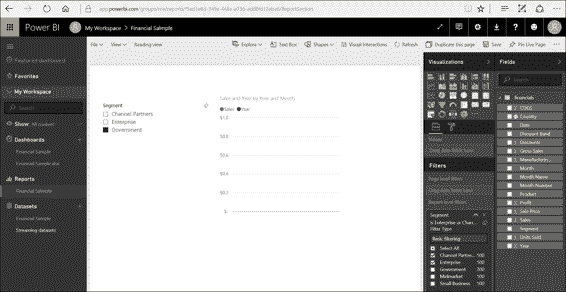 app.powerbi.com/groups/me/reports/
Power BI
My Workspace > Financial Sample
File
View
Reading view
Explore
Text Box
Shapes
Visual Interactions
Refresh
Duplicate this page
Save
Pin Live Page
Favorites
My Workspace
Search
Show
Dashboards
Financial Sample
Financial Sample.xlsx
Reports
Financial Sample
Datasets
Financial Sample
Streaming datasets
Segment
Channel Partners
Enterprise
Government
Sales and Year by Year and Month
Sales Year
$1.0
$0.8
$0.6
$0.4
$0.2
$-
Visualizations
Values
Filters
Page level filters
Report level filters
Segment
is Enterprise or Chan...
Filter Type
Basic filtering
Select All
Channel Partne... 100
Enterprise 100
Government 300
Midmarket 100
Small Business 100
Fields
Search
financials
COGS
Country
Date
Discount Band
Discounts
Gross Sales
Manufacturin...
Month
Month Name
Month Number
Product
Profit
Sale Price
Sales
Segment
Units Sold
Year